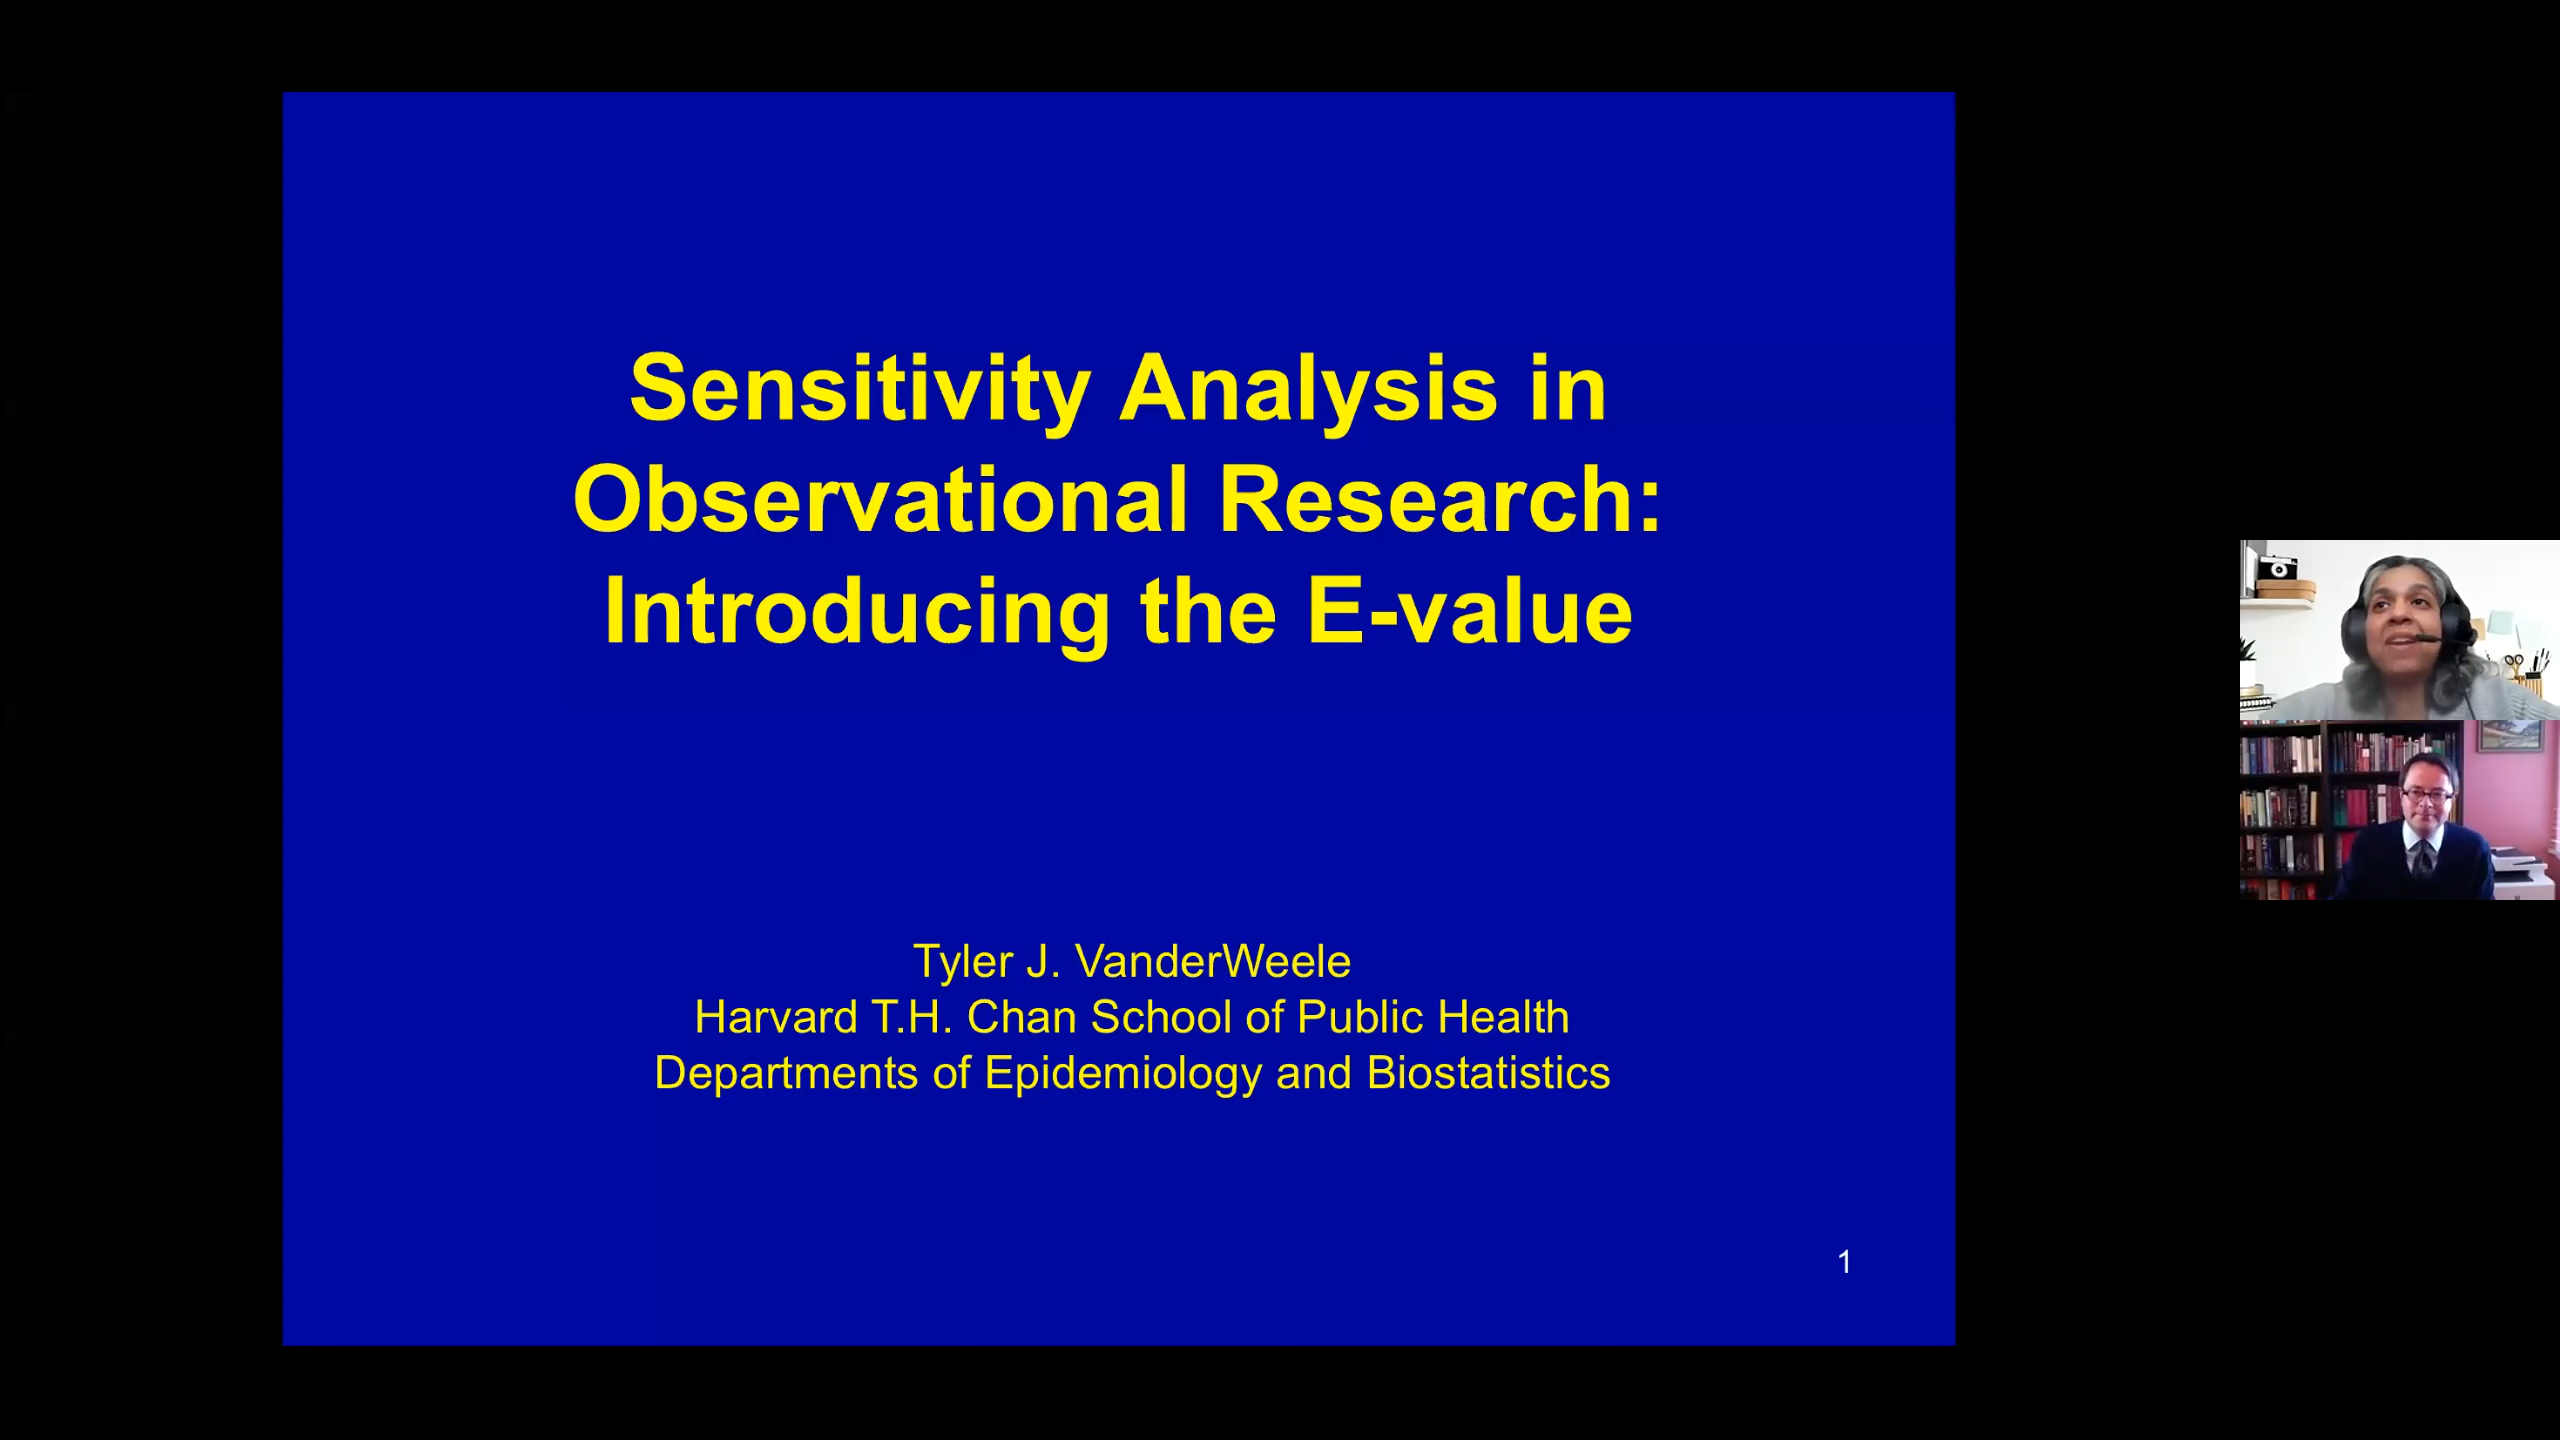 Sensitivity Analysis in
Observational Research:
Introducing the E-value
Tyler J. VanderWeele
Harvard T.H. Chan School of Public Health
Departments of Epidemiology and Biostatistics
1